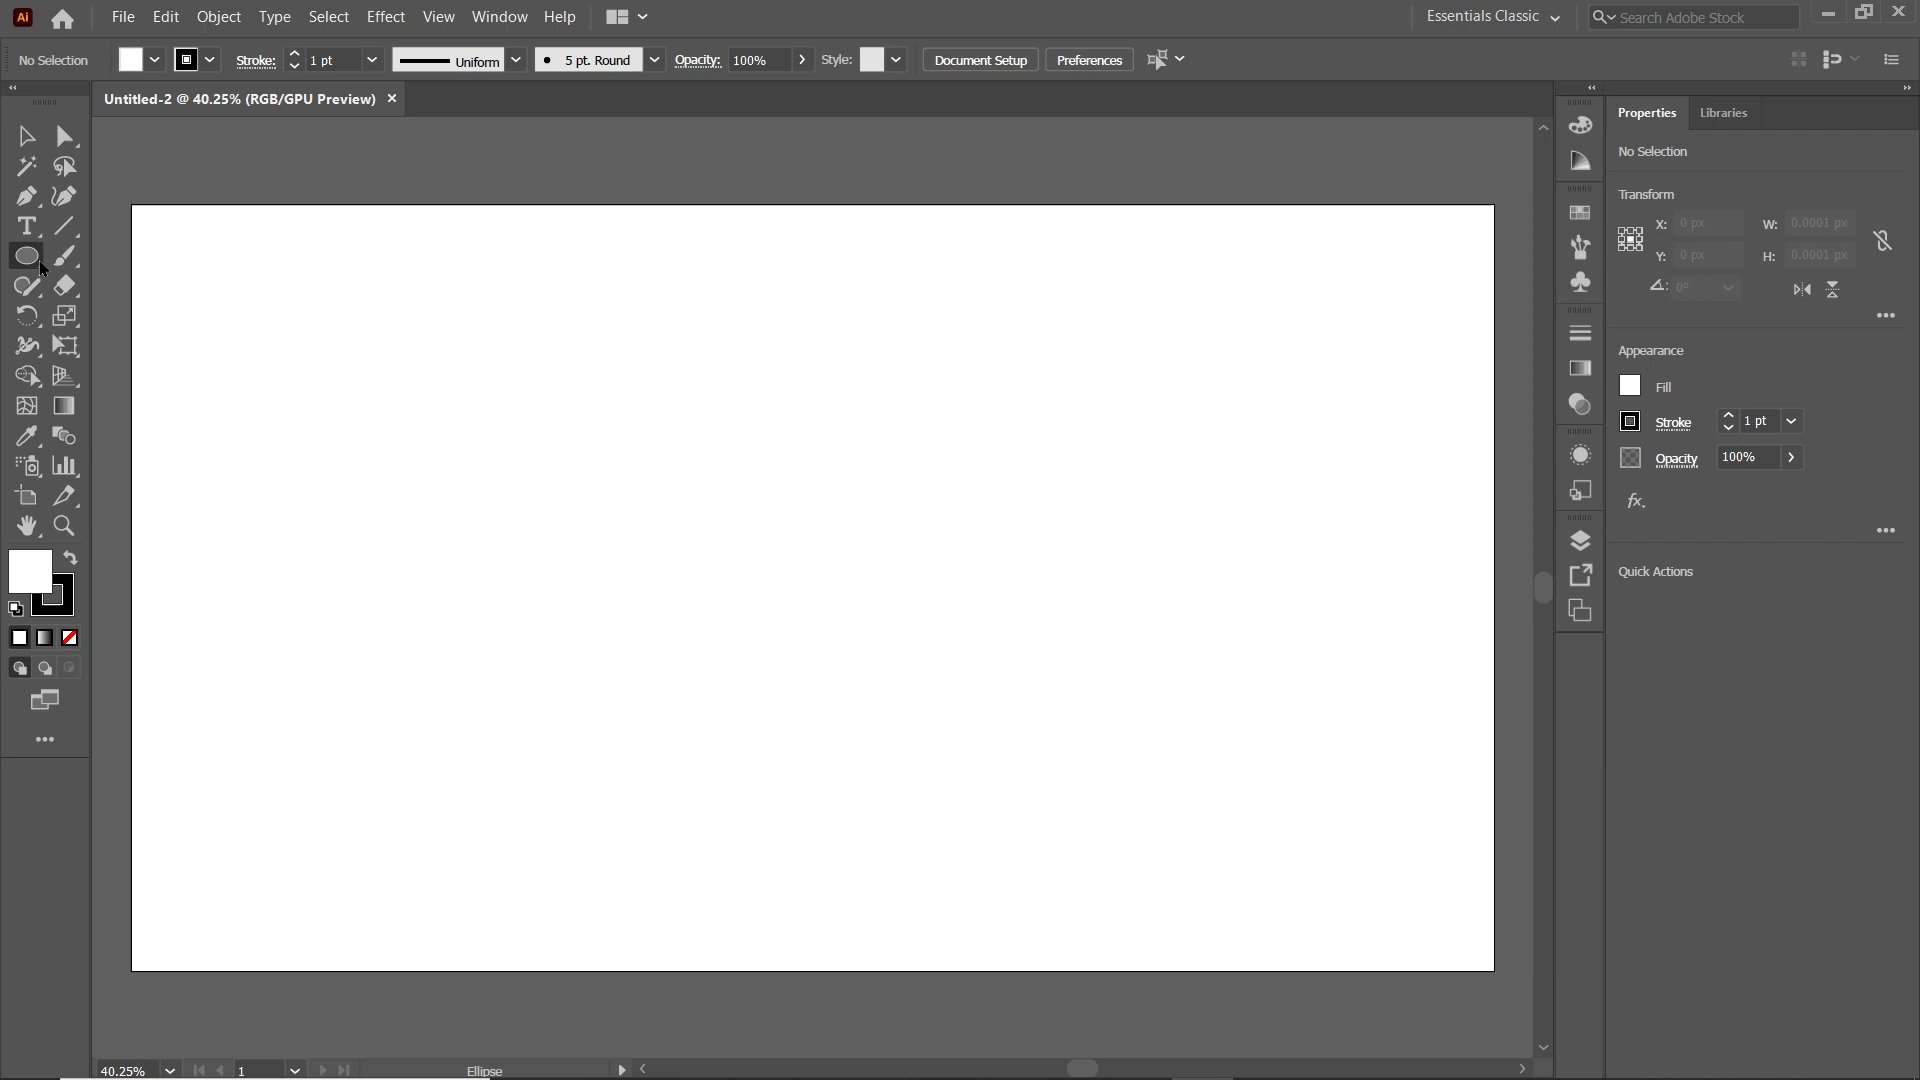 Ai File Edit Object Type Select Effect View Window Help Essentials Classic Search Adobe Stock
No Selection Stroke: 1 pt Uniform 5 pt. Round Opacity: 100% Style: Document Setup Preferences
Untitled-2 @ 40.25% (RGB/GPU Preview)
Properties Libraries
No Selection
Transform
X: 0 px W: 0.0001 px
Y: 0 px H: 0.0001 px
0°
Appearance
Fill
Stroke 1 pt
Opacity 100%
fx
Quick Actions
40.25% 1 Ellipse